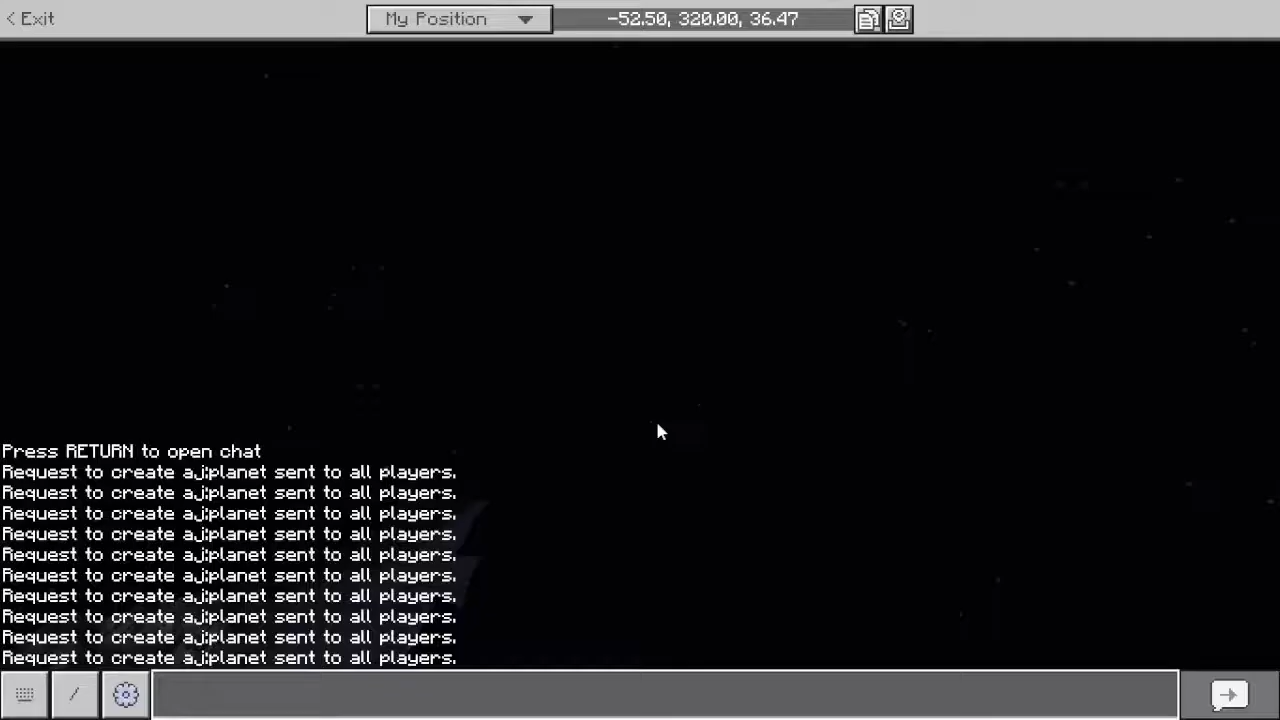 < Exit
My Position
-52.50, 320.00, 36.47
Press RETURN to open chat
Request to create aj:planet sent to all players.
Request to create aj:planet sent to all players.
Request to create aj:planet sent to all players.
Request to create aj:planet sent to all players.
Request to create aj:planet sent to all players.
Request to create aj:planet sent to all players.
Request to create aj:planet sent to all players.
Request to create aj:planet sent to all players.
Request to create aj:planet sent to all players.
Request to create aj:planet sent to all players.
/